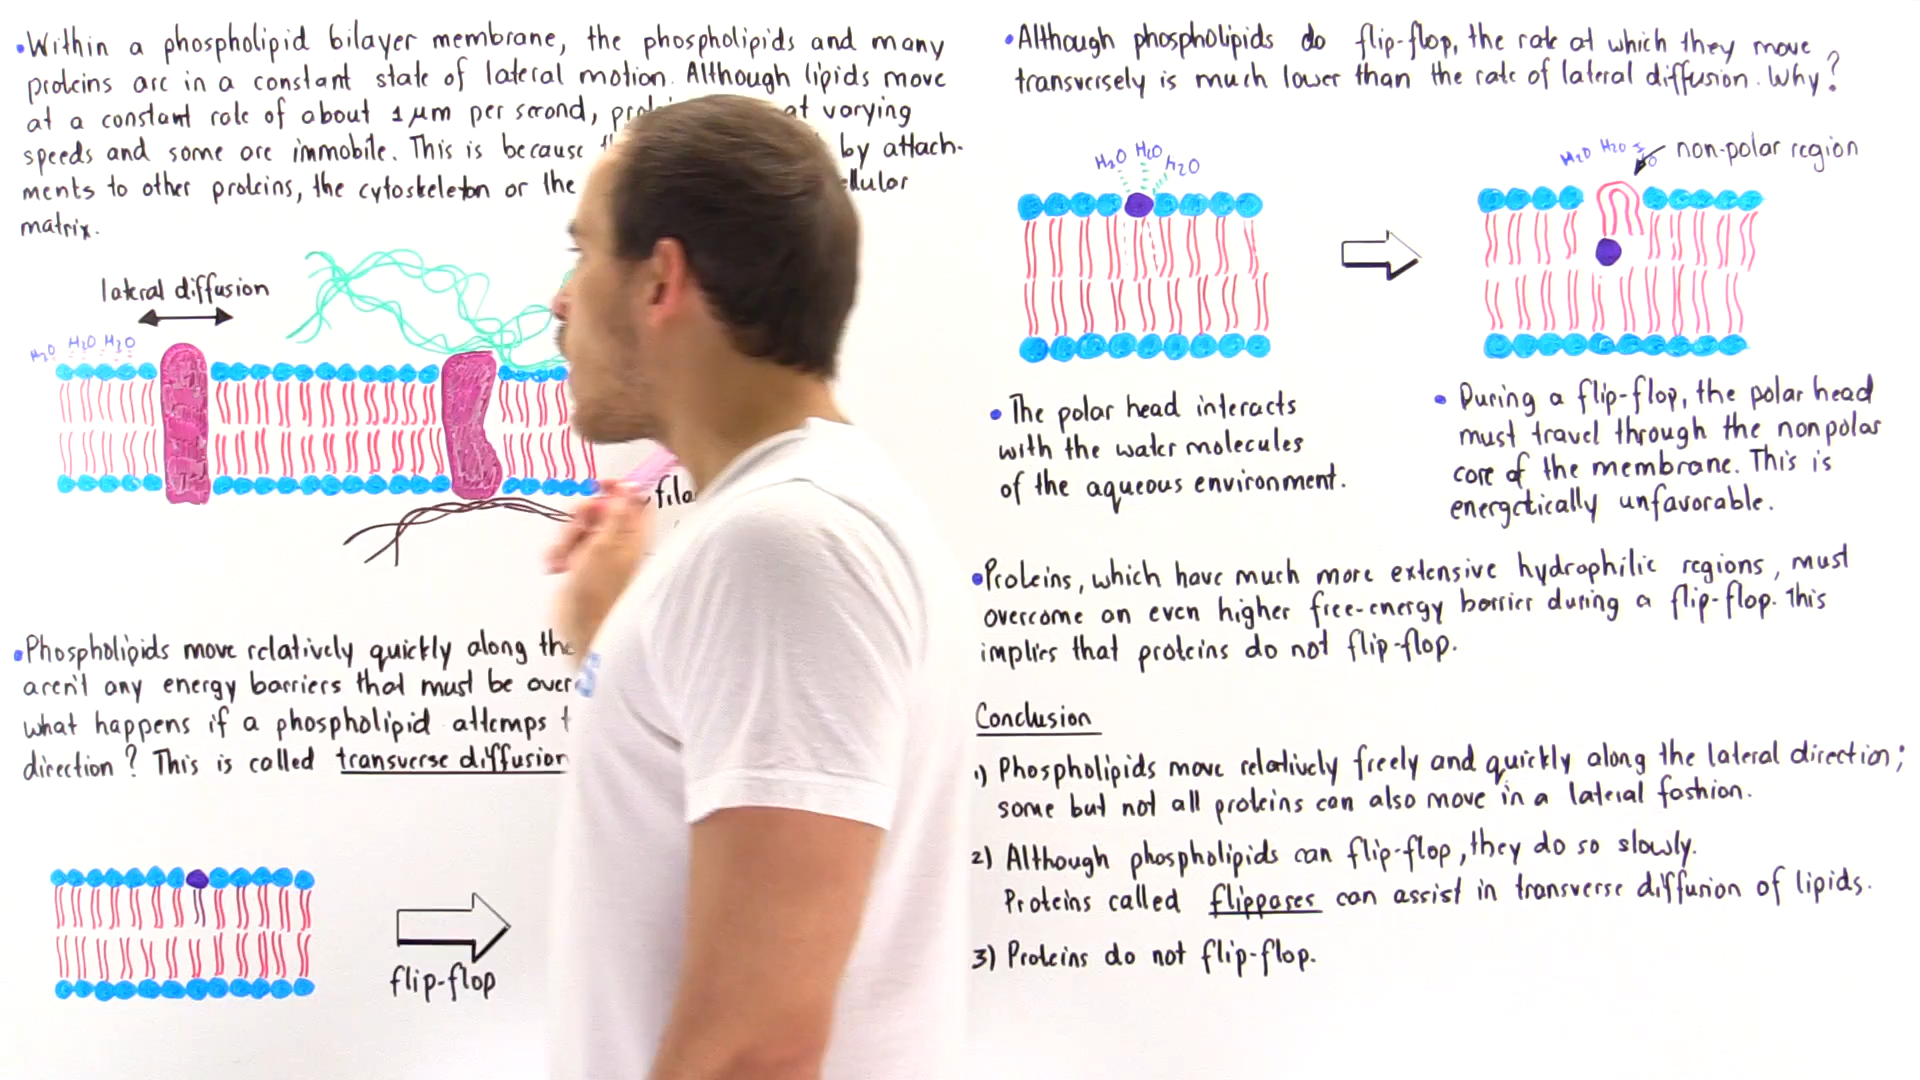 •Within a phospholipid bilayer membrane, the phospholipids and many
proteins are in a constant state of lateral motion. Although lipids move
at a constant rate of about 1 μm per second, at varying
speeds and some are immobile. This is because by attach-
ments to other proteins, the cytoskeleton or the
matrix.
lateral diffusion
H2O H2O H2O
•Phospholipids move relatively quickly along the
aren't any energy barriers that must be over
what happens if a phospholipid attemps t
direction? This is called transverse diffusion
flip-flop
•Although phospholipids do flip-flop, the rate at which they move
transversely is much lower than the rate of lateral diffusion. Why?
H2O H2O H2O
H2O H2O
non-polar region
•The polar head interacts
with the water molecules
of the aqueous environment.
•During a flip-flop, the polar head
must travel through the nonpolar
core of the membrane. This is
energetically unfavorable.
•Proteins, which have much more extensive hydrophilic regions, must
overcome an even higher free-energy barrier during a flip-flop. This
implies that proteins do not flip-flop.
Conclusion
1) Phospholipids move relatively freely and quickly along the lateral direction;
some but not all proteins can also move in a lateral fashion.
2) Although phospholipids can flip-flop, they do so slowly.
Proteins called flippases can assist in transverse diffusion of lipids.
3) Proteins do not flip-flop.